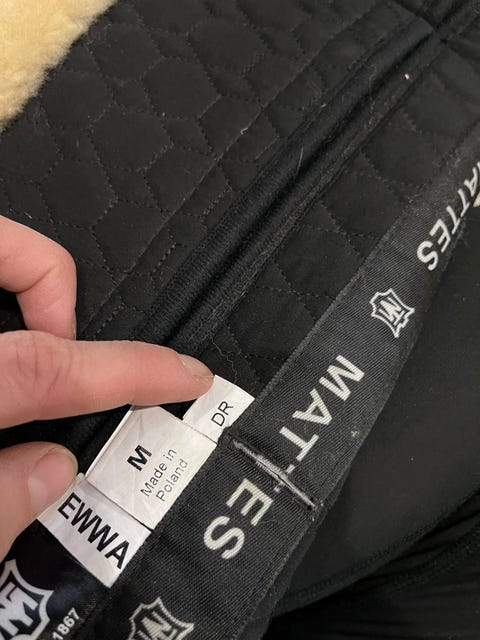 MATTES
MATTES
DR
M
Made in
Poland
EWWA
1867